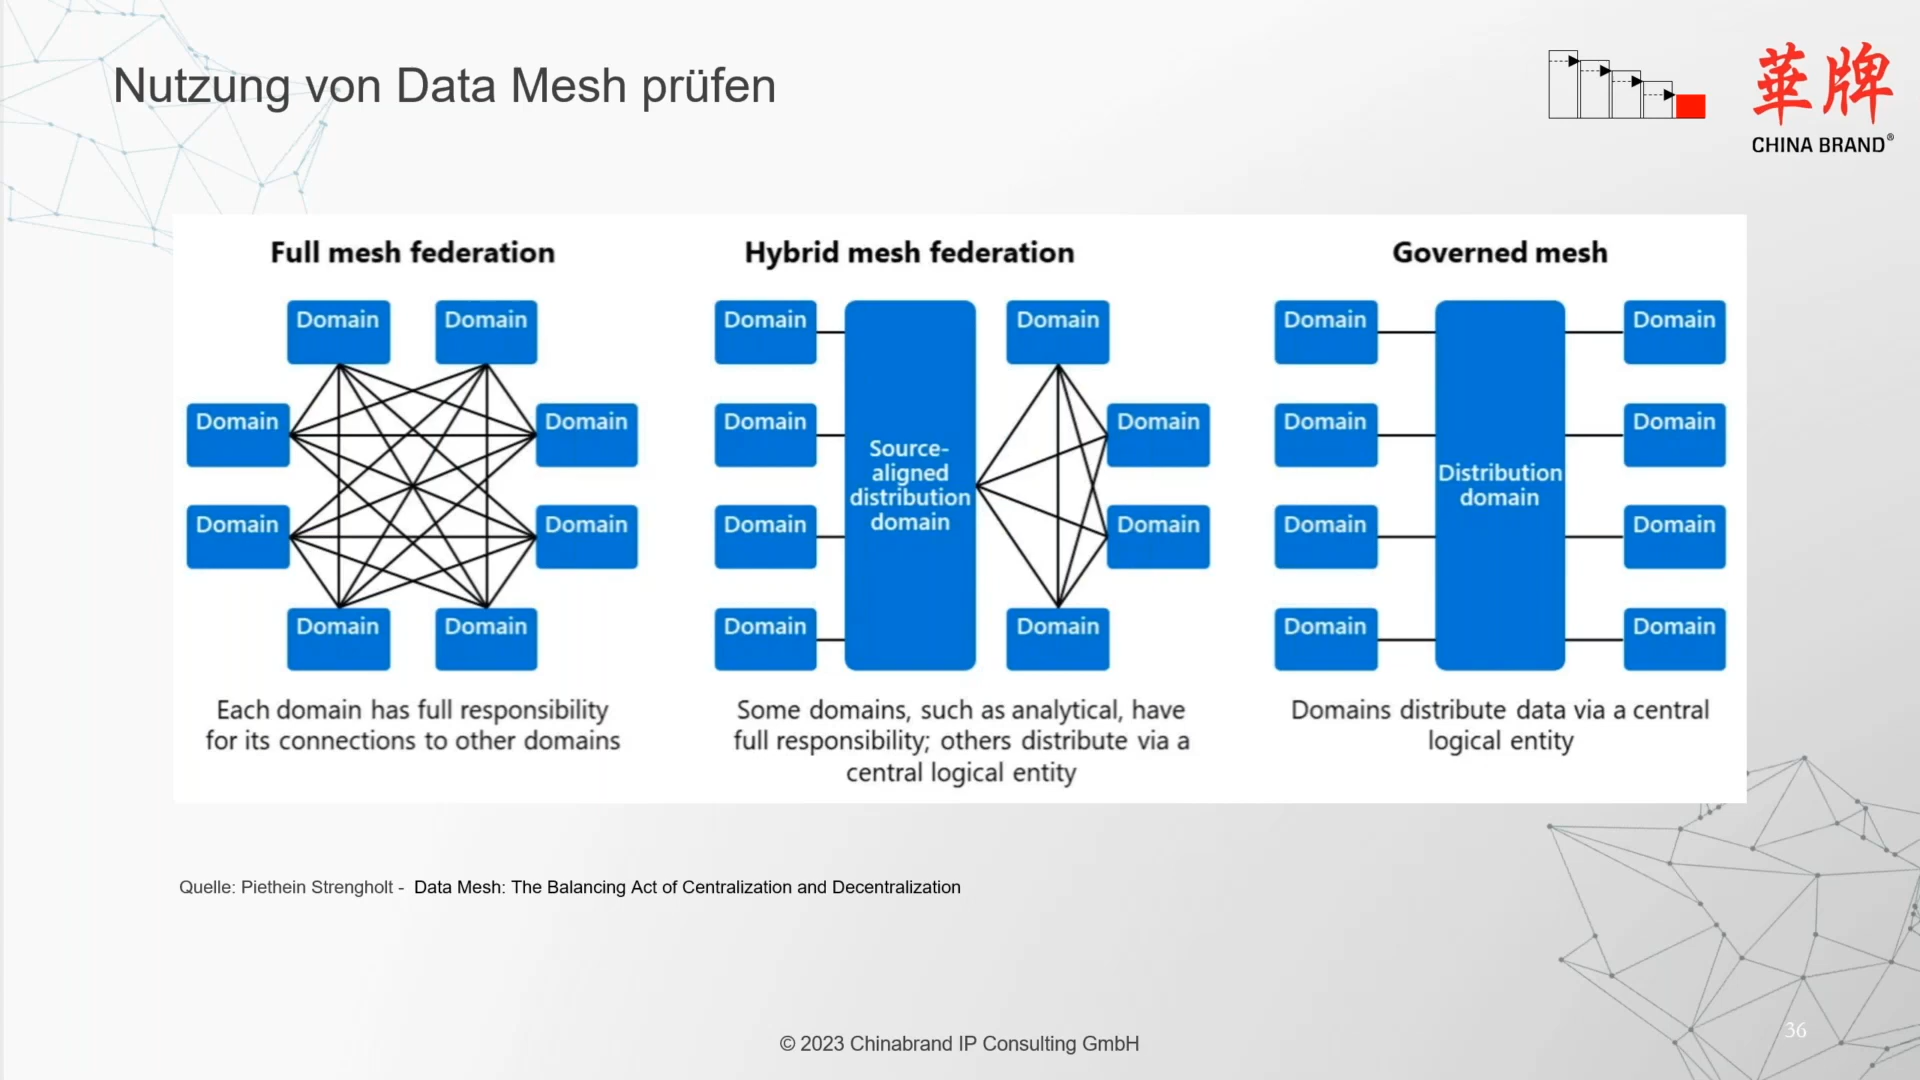 Nutzung von Data Mesh prüfen
華牌
CHINA BRAND®
Full mesh federation
Domain
Domain
Domain
Domain
Domain
Domain
Domain
Domain
Each domain has full responsibility
for its connections to other domains
Hybrid mesh federation
Domain
Domain
Domain
Domain
Source-
aligned
distribution
domain
Domain
Domain
Domain
Domain
Some domains, such as analytical, have
full responsibility; others distribute via a
central logical entity
Governed mesh
Domain
Domain
Domain
Domain
Distribution
domain
Domain
Domain
Domain
Domain
Domains distribute data via a central
logical entity
Quelle: Piethein Strengholt - Data Mesh: The Balancing Act of Centralization and Decentralization
© 2023 Chinabrand IP Consulting GmbH
36